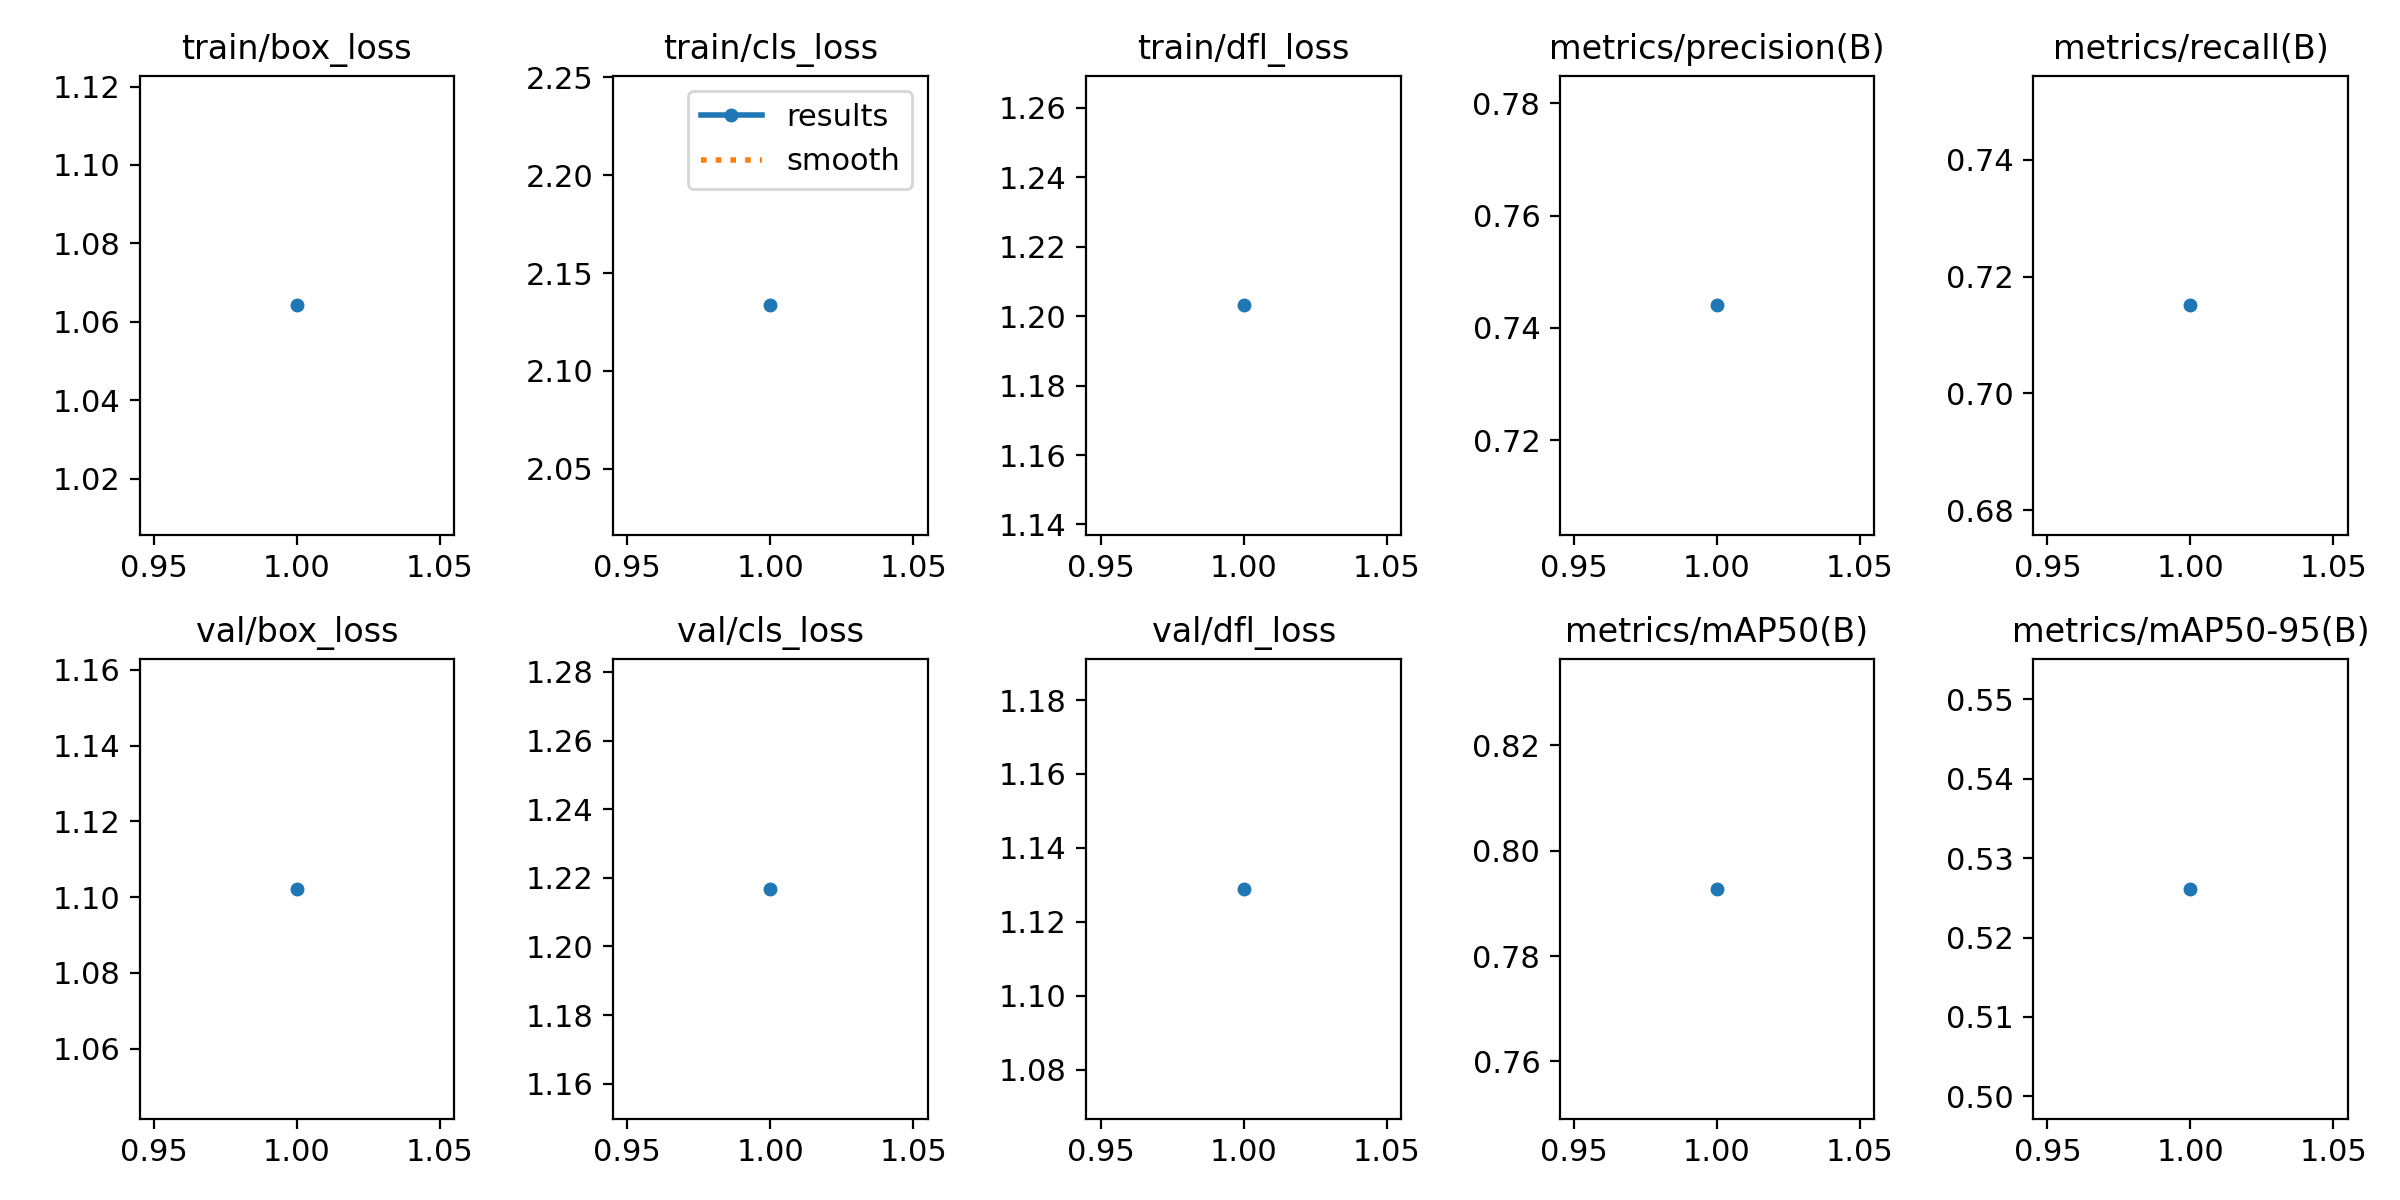 train/box_loss
1.12
1.10
1.08
1.06
1.04
1.02
0.95 1.00 1.05
train/cls_loss
2.25
2.20
2.15
2.10
2.05
results
smooth
0.95 1.00 1.05
train/dfl_loss
1.26
1.24
1.22
1.20
1.18
1.16
1.14
0.95 1.00 1.05
metrics/precision(B)
0.78
0.76
0.74
0.72
0.95 1.00 1.05
metrics/recall(B)
0.74
0.72
0.70
0.68
0.95 1.00 1.05
val/box_loss
1.16
1.14
1.12
1.10
1.08
1.06
0.95 1.00 1.05
val/cls_loss
1.28
1.26
1.24
1.22
1.20
1.18
1.16
0.95 1.00 1.05
val/dfl_loss
1.18
1.16
1.14
1.12
1.10
1.08
0.95 1.00 1.05
metrics/mAP50(B)
0.82
0.80
0.78
0.76
0.95 1.00 1.05
metrics/mAP50-95(B)
0.55
0.54
0.53
0.52
0.51
0.50
0.95 1.00 1.05